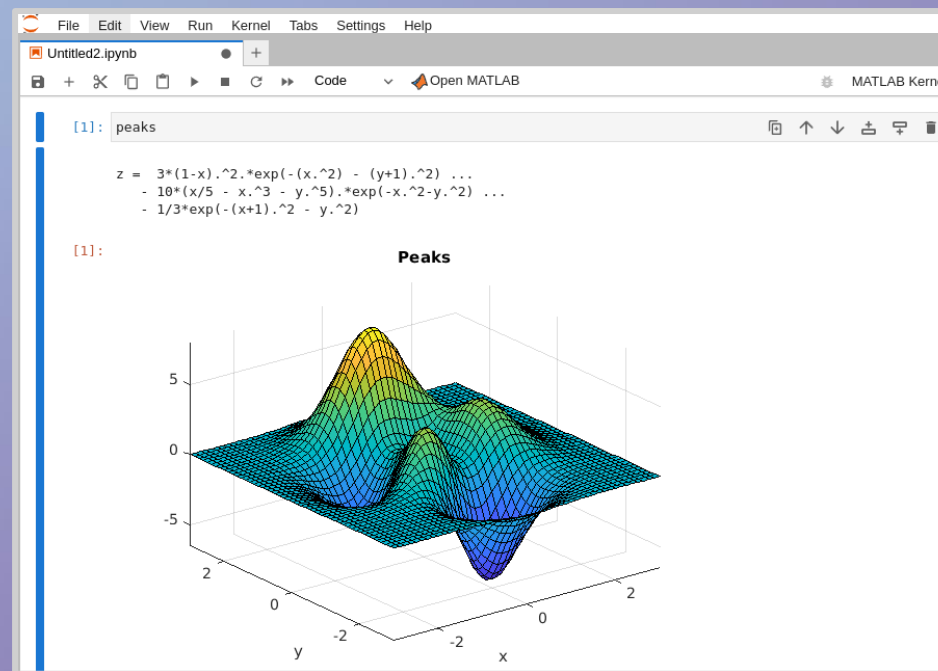 File Edit View Run Kernel Tabs Settings Help
Untitled2.ipynb
Code Open MATLAB MATLAB Kern
[1]: peaks
z =  3*(1-x).^2.*exp(-(x.^2) - (y+1).^2) ...
   - 10*(x/5 - x.^3 - y.^5).*exp(-x.^2-y.^2) ...
   - 1/3*exp(-(x+1).^2 - y.^2)
[1]:
Peaks
5
0
-5
2
0
-2
y
-2
0
2
x